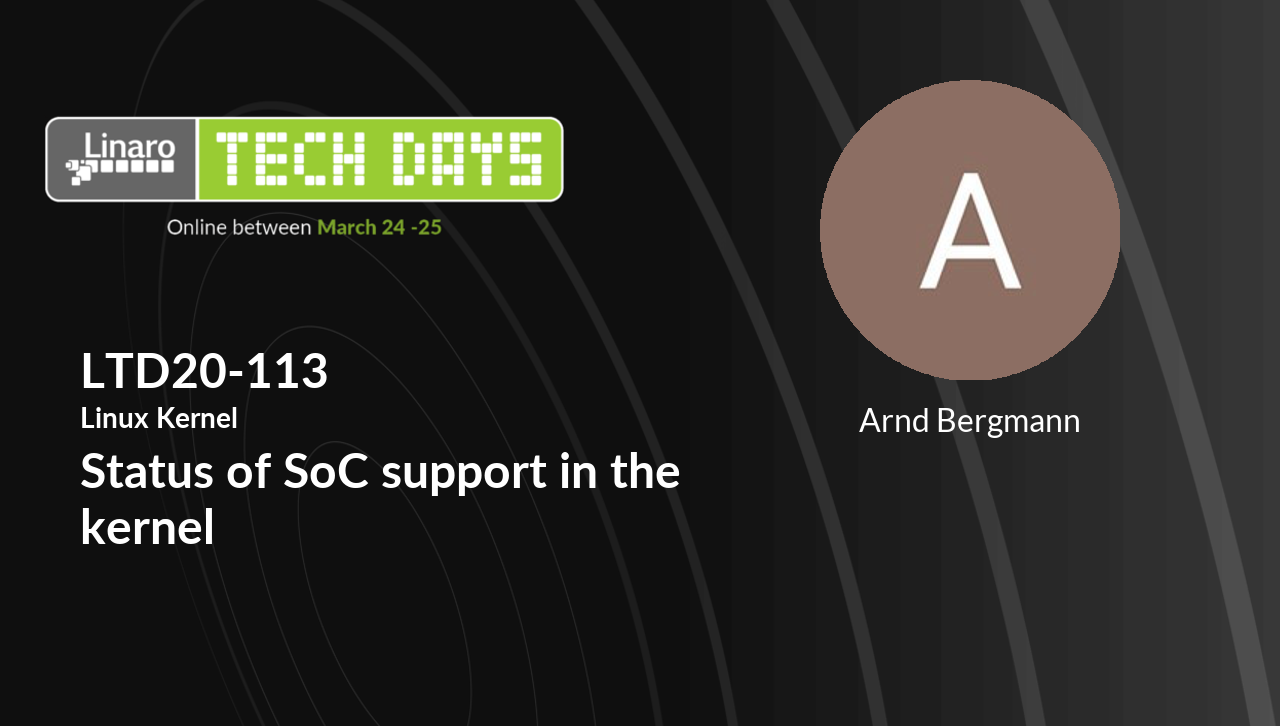 Linaro TECH DAYS
Online between March 24 -25
A
Arnd Bergmann
LTD20-113
Linux Kernel
Status of SoC support in the
kernel